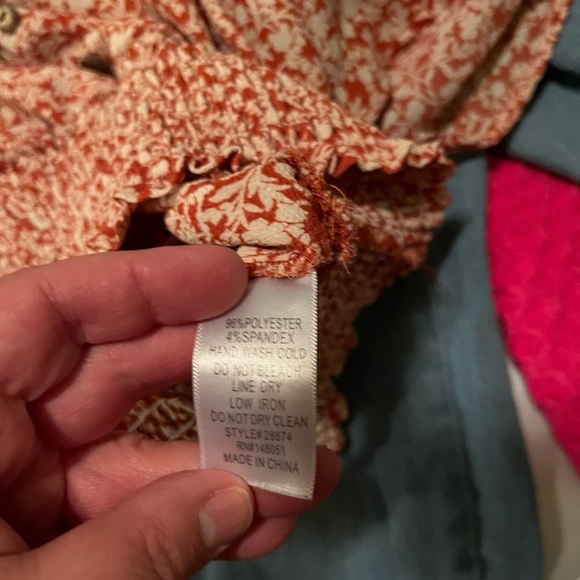 96%POLYESTER
4%SPANDEX
HAND WASH COLD
DO NOT BLEACH
LINE DRY
LOW IRON
DO NOT DRY CLEAN
STYLE#28874
RN#148051
MADE IN CHINA